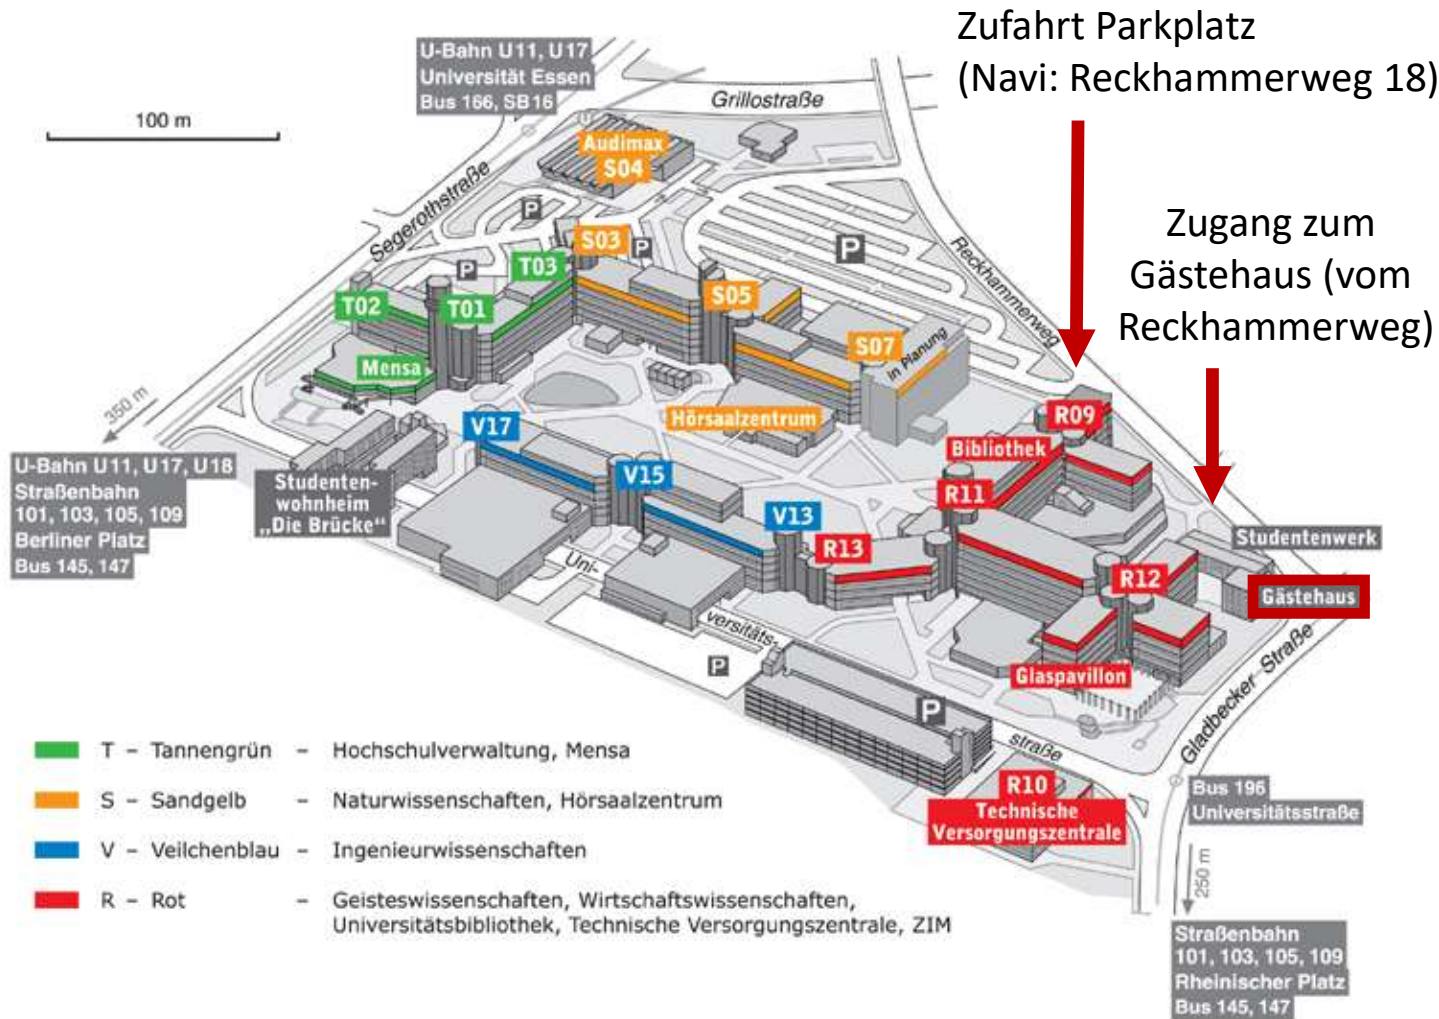 Zufahrt Parkplatz
(Navi: Reckhammerweg 18)
U-Bahn U11, U17
Universität Essen
Bus 166, SB16
100 m
Grillostraße
Audimax
S04
Segerothstraße
P
S03
P
P
P
Reckhammerweg
Zugang zum
Gästehaus (vom
Reckhammerweg)
T03
T02
T01
S05
S07
in Planung
Mensa
350 m
Hörsaalzentrum
R09
Bibliothek
V17
V15
R11
V13
R13
U-Bahn U11, U17, U18
Straßenbahn
101, 103, 105, 109
Berliner Platz
Bus 145, 147
Studenten-
wohnheim
„Die Brücke“
Studentenwerk
R12
Gästehaus
Uni-
versitäts-
straße
P
P
Glaspavillon
Gladbecker Straße
R10
Technische
Versorgungszentrale
Bus 196
Universitätsstraße
250 m
Straßenbahn
101, 103, 105, 109
Rheinischer Platz
Bus 145, 147
T – Tannengrün – Hochschulverwaltung, Mensa
S – Sandgelb – Naturwissenschaften, Hörsaalzentrum
V – Veilchenblau – Ingenieurwissenschaften
R – Rot – Geisteswissenschaften, Wirtschaftswissenschaften,
Universitätsbibliothek, Technische Versorgungszentrale, ZIM